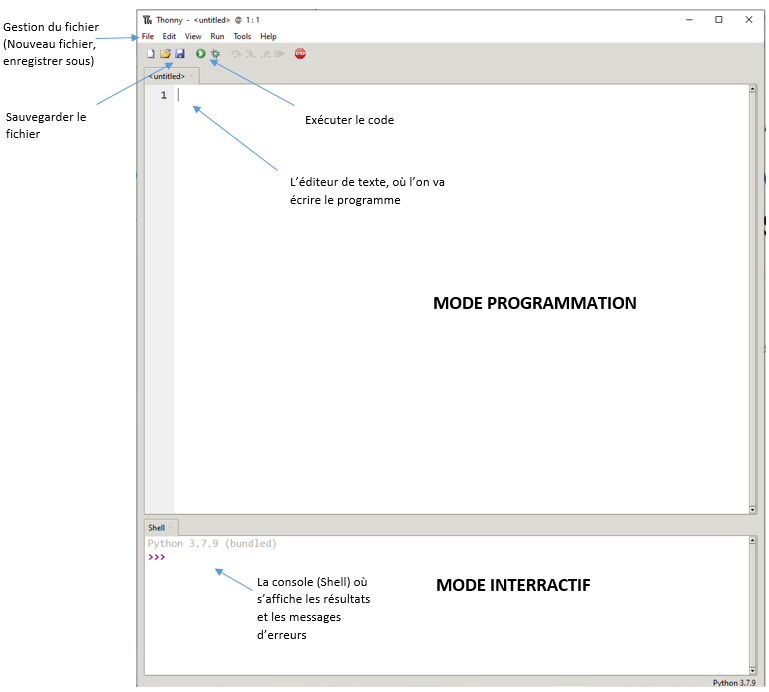 Thonny - <untitled> @ 1 : 1
File Edit View Run Tools Help
Gestion du fichier
(Nouveau fichier,
enregistrer sous)
STOP
<untitled>
1
Sauvegarder le
fichier
Exécuter le code
L’éditeur de texte, où l’on va
écrire le programme
MODE PROGRAMMATION
Shell
Python 3.7.9 (bundled)
>>>
La console (Shell) où
s’affiche les résultats
et les messages
d’erreurs
MODE INTERRACTIF
Python 3.7.9